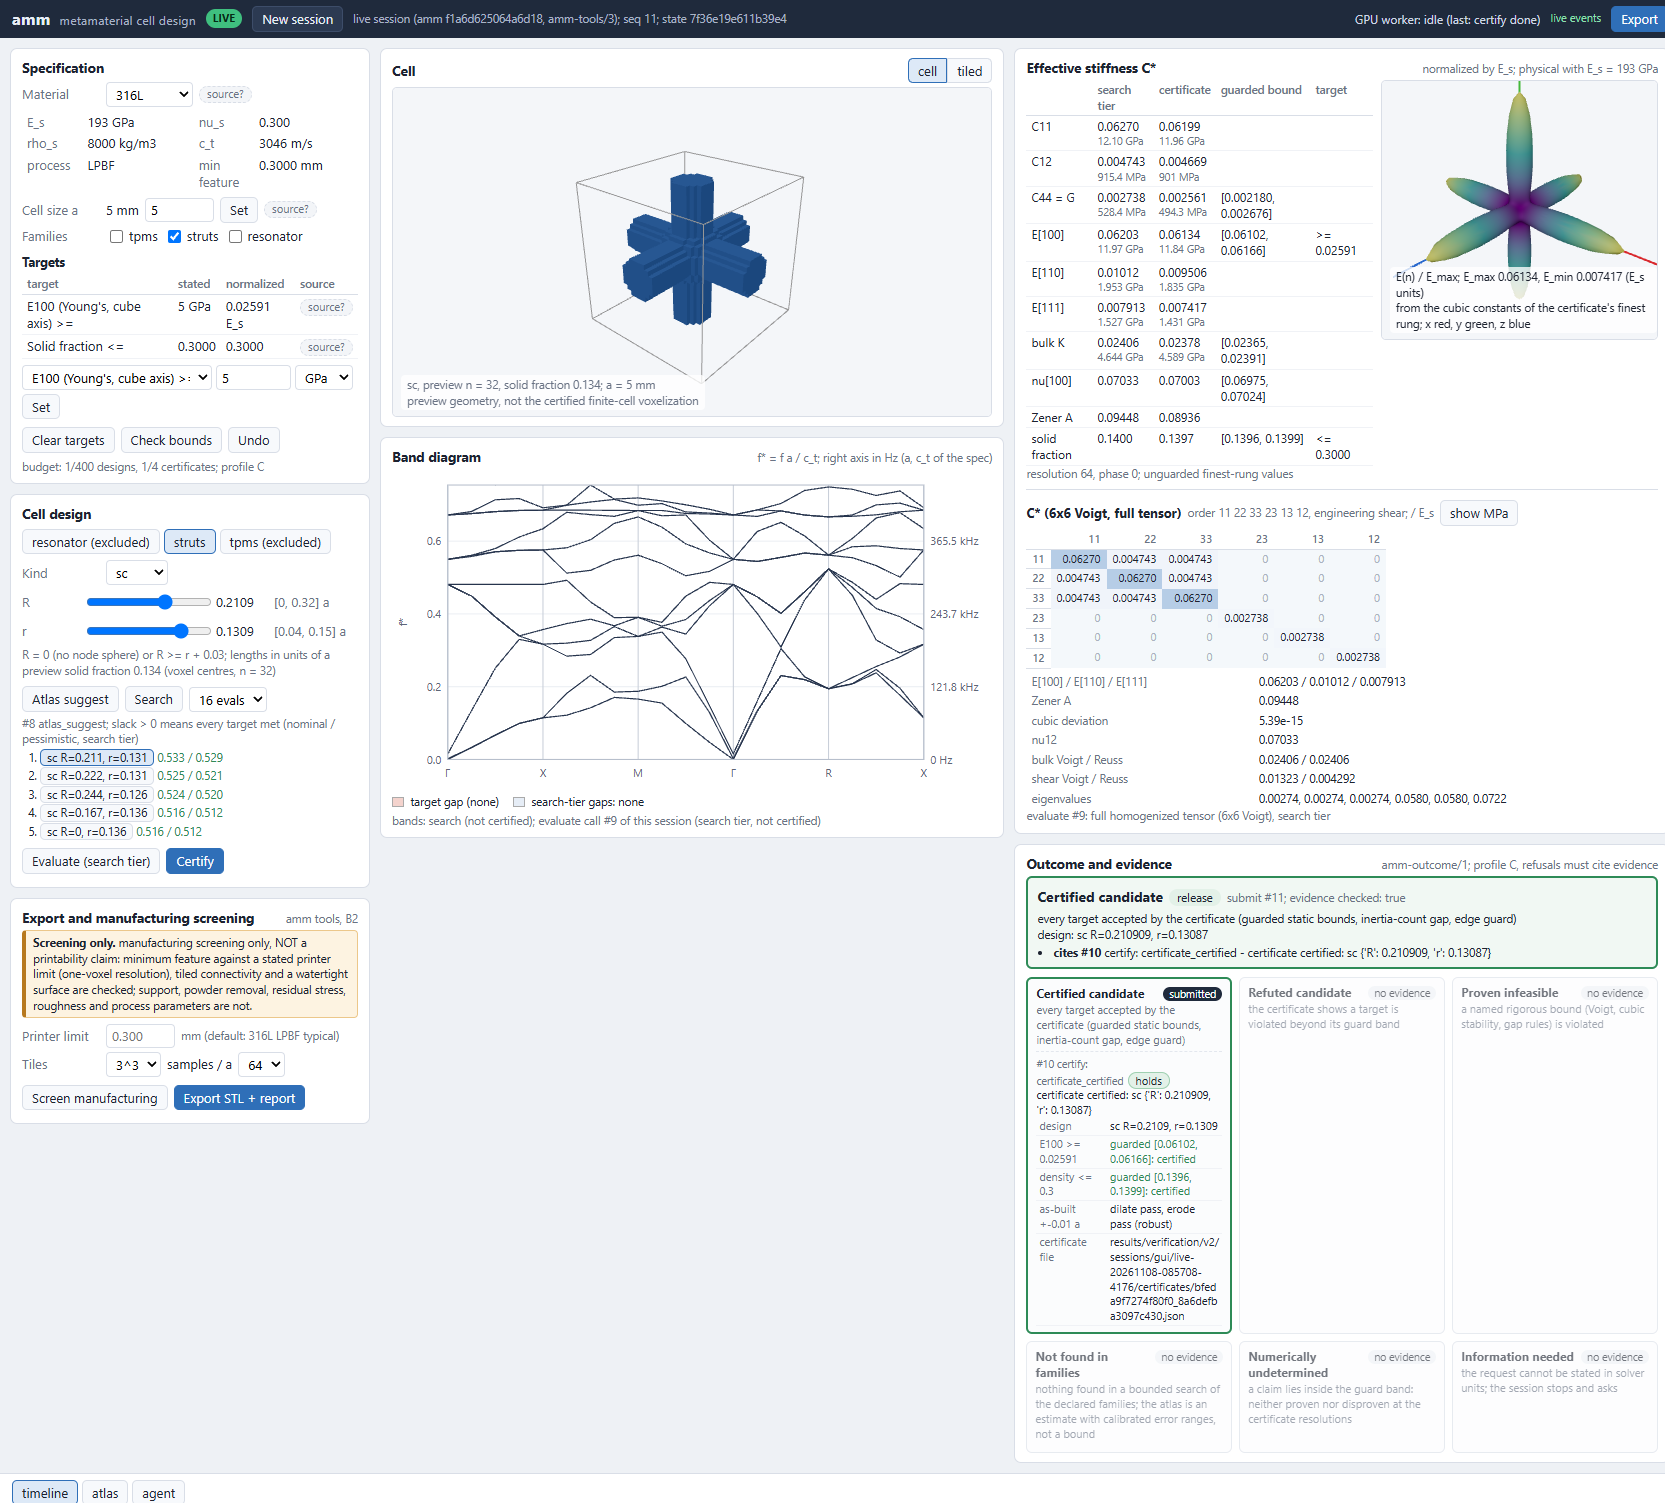 amm metamaterial cell design LIVE New session live session (amm f1a6d625064a6d18, amm-tools/3); seq 11; state 7f36e19e611b39e4 GPU worker: idle (last: certify done) live events Export
Specification
Material 316L source?
E_s 193 GPa nu_s 0.300
rho_s 8000 kg/m3 c_t 3046 m/s
process LPBF min feature 0.3000 mm
Cell size a 5 mm 5 Set source?
Families tpms struts resonator
Targets
target stated normalized source
E100 (Young's, cube axis) >= 5 GPa 0.02591 E_s source?
Solid fraction <= 0.3000 0.3000 source?
E100 (Young's, cube axis) >: 5 GPa
Set
Clear targets Check bounds Undo
budget: 1/400 designs, 1/4 certificates; profile C
Cell design
resonator (excluded) struts tpms (excluded)
Kind sc
R 0.2109 [0, 0.32] a
r 0.1309 [0.04, 0.15] a
R = 0 (no node sphere) or R >= r + 0.03; lengths in units of a
preview solid fraction 0.134 (voxel centres, n = 32)
Atlas suggest Search 16 evals
#8 atlas_suggest; slack > 0 means every target met (nominal /
pessimistic, search tier)
1. sc R=0.211, r=0.131 0.533 / 0.529
2. sc R=0.222, r=0.131 0.525 / 0.521
3. sc R=0.244, r=0.126 0.524 / 0.520
4. sc R=0.167, r=0.136 0.516 / 0.512
5. sc R=0, r=0.136 0.516 / 0.512
Evaluate (search tier) Certify
Export and manufacturing screening amm tools, B2
Screening only. manufacturing screening only, NOT a
printability claim: minimum feature against a stated printer
limit (one-voxel resolution), tiled connectivity and a watertight
surface are checked; support, powder removal, residual stress,
roughness and process parameters are not.
Printer limit 0.300 mm (default: 316L LPBF typical)
Tiles 3^3 samples / a 64
Screen manufacturing Export STL + report
Cell cell tiled
sc, preview n = 32, solid fraction 0.134; a = 5 mm
preview geometry, not the certified finite-cell voxelization
Band diagram f* = f a / c_t; right axis in Hz (a, c_t of the spec)
0.6 365.5 kHz
0.4 243.7 kHz
f*
0.2 121.8 kHz
0.0 0 Hz
Γ X M Γ R X
target gap (none) search-tier gaps: none
bands: search (not certified); evaluate call #9 of this session (search tier, not certified)
Effective stiffness C* normalized by E_s; physical with E_s = 193 GPa
search tier certificate guarded bound target
C11 0.06270 0.06199
12.10 GPa 11.96 GPa
C12 0.004743 0.004669
915.4 MPa 901 MPa
C44 = G 0.002738 0.002561 [0.002180, 0.002676]
528.4 MPa 494.3 MPa
E[100] 0.06203 0.06134 [0.06102, 0.06166] >= 0.02591
11.97 GPa 11.84 GPa
E[110] 0.01012 0.009506
1.953 GPa 1.835 GPa
E[111] 0.007913 0.007417
1.527 GPa 1.431 GPa
bulk K 0.02406 0.02378 [0.02365, 0.02391]
4.644 GPa 4.589 GPa
nu[100] 0.07033 0.07003 [0.06975, 0.07024]
Zener A 0.09448 0.08936
solid fraction 0.1400 0.1397 [0.1396, 0.1399] <= 0.3000
resolution 64, phase 0; unguarded finest-rung values
E(n) / E_max; E_max 0.06134, E_min 0.007417 (E_s
units)
from the cubic constants of the certificate's finest
rung; x red, y green, z blue
C* (6x6 Voigt, full tensor) order 11 22 33 23 13 12, engineering shear; / E_s show MPa
11 22 33 23 13 12
11 0.06270 0.004743 0.004743 0 0 0
22 0.004743 0.06270 0.004743 0 0 0
33 0.004743 0.004743 0.06270 0 0 0
23 0 0 0 0.002738 0 0
13 0 0 0 0 0.002738 0
12 0 0 0 0 0 0.002738
E[100] / E[110] / E[111] 0.06203 / 0.01012 / 0.007913
Zener A 0.09448
cubic deviation 5.39e-15
nu12 0.07033
bulk Voigt / Reuss 0.02406 / 0.02406
shear Voigt / Reuss 0.01323 / 0.004292
eigenvalues 0.00274, 0.00274, 0.00274, 0.0580, 0.0580, 0.0722
evaluate #9: full homogenized tensor (6x6 Voigt), search tier
Outcome and evidence amm-outcome/1; profile C, refusals must cite evidence
Certified candidate release submit #11; evidence checked: true
every target accepted by the certificate (guarded static bounds, inertia-count gap, edge guard)
design: sc R=0.210909, r=0.13087
• cites #10 certify: certificate_certified - certificate certified: sc {'R': 0.210909, 'r': 0.13087}
Certified candidate submitted
every target accepted by the
certificate (guarded static bounds,
inertia-count gap, edge guard)
#10 certify:
certificate_certified holds
certificate certified: sc {'R': 0.210909,
'r': 0.13087}
design sc R=0.2109, r=0.1309
E100 >= 0.02591 guarded [0.06102, 0.06166]: certified
density <= 0.3 guarded [0.1396, 0.1399]: certified
as-built +-0.01 a dilate pass, erode pass (robust)
certificate file results/verification/v2/
sessions/gui/live-
20261108-085708-
4176/certificates/bfed
a9f7274f80f0_8a6defb
a3097c430.json
Refuted candidate no evidence
the certificate shows a target is
violated beyond its guard band
Proven infeasible no evidence
a named rigorous bound (Voigt, cubic
stability, gap rules) is violated
Not found in families no evidence
nothing found in a bounded search of
the declared families; the atlas is an
estimate with calibrated error ranges,
not a bound
Numerically undetermined no evidence
a claim lies inside the guard band:
neither proven nor disproven at the
certificate resolutions
Information needed no evidence
the request cannot be stated in solver
units; the session stops and asks
timeline atlas agent